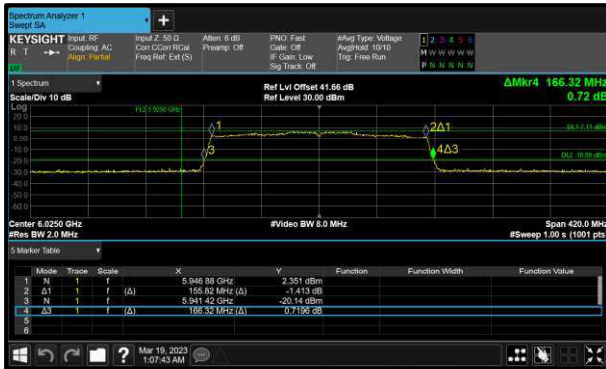 Spectrum Analyzer 1
Swept SA
KEYSIGHT Input: RF Input Z: 50 Ω Atten: 6 dB PNO: Fast #Avg Type: Voltage 1 2 3 4 5 6
R T Coupling: AC Corr CCorr RCal Preamp: Off Gate: Off Avg|Hold: 10/10 M W W W W W
Align: Partial Freq Ref: Ext (S) IF Gain: Low Trig: Free Run
Sig Track: Off P N N N N N
1 Spectrum Ref Lvl Offset 41.66 dB ΔMkr4 166.32 MHz
Scale/Div 10 dB Ref Level 30.00 dBm 0.72 dB
Log
20.0
10.0
0.00
-10.0
-20.0
-30.0
-40.0
-50.0
-60.0
1
2Δ1
3
4Δ3
Center 6.0250 GHz #Video BW 8.0 MHz Span 420.0 MHz
#Res BW 2.0 MHz #Sweep 1.00 s (1001 pts
5 Marker Table
Mode Trace Scale X Y Function Function Width Function Value
1 N 1 f 5.946 88 GHz 2.351 dBm
2 Δ1 1 f (Δ) 155.82 MHz (Δ) -1.413 dB
3 N 1 f 5.941 42 GHz -20.14 dBm
4 Δ3 1 f (Δ) 166.32 MHz (Δ) 0.7196 dB
5
6
Mar 19, 2023
1:07:43 AM